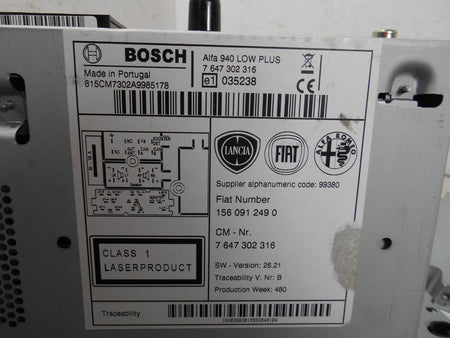 BOSCH
Alfa 940 LOW PLUS
7 647 302 316
Made in Portugal
815CM7302A9985178
e1 035238
CE
LANCIA
FIAT
ALFA ROMEO
Supplier alphanumeric code: 99380
Fiat Number
156 091 249 0
CM - Nr.
7 647 302 316
CLASS 1
LASERPRODUCT
SW - Version: 26.21
Traceability V. Nr: B
Production Week: 480
Traceability